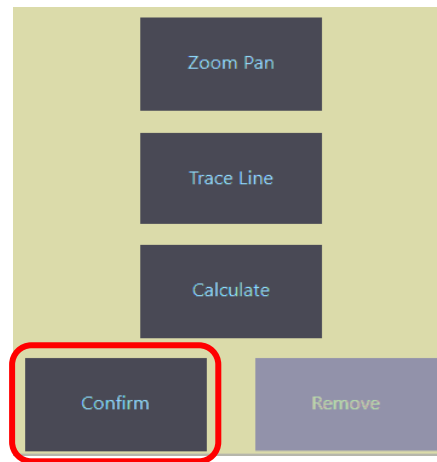 Zoom Pan
Trace Line
Calculate
Confirm
Remove